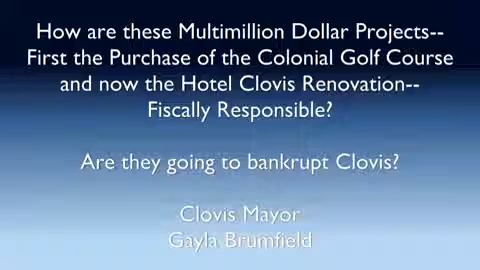 How are these Multimillion Dollar Projects--
First the Purchase of the Colonial Golf Course
and now the Hotel Clovis Renovation--
Fiscally Responsible?
Are they going to bankrupt Clovis?
Clovis Mayor
Gayla Brumfield